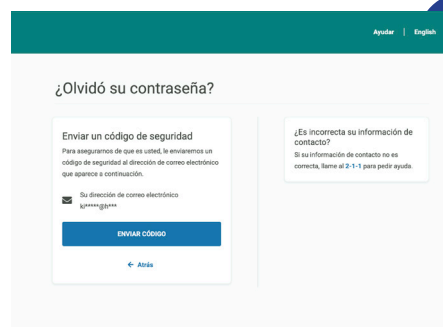 Ayudar | English
¿Olvidó su contraseña?
Enviar un código de seguridad
Para asegurarnos de que es usted, le enviaremos un
código de seguridad al dirección de correo electrónico
que aparece a continuación.
Su dirección de correo electrónico
ki*****@h***
ENVIAR CÓDIGO
← Atrás
¿Es incorrecta su información de
contacto?
Si su información de contacto no es
correcta, llame al 2-1-1 para pedir ayuda.